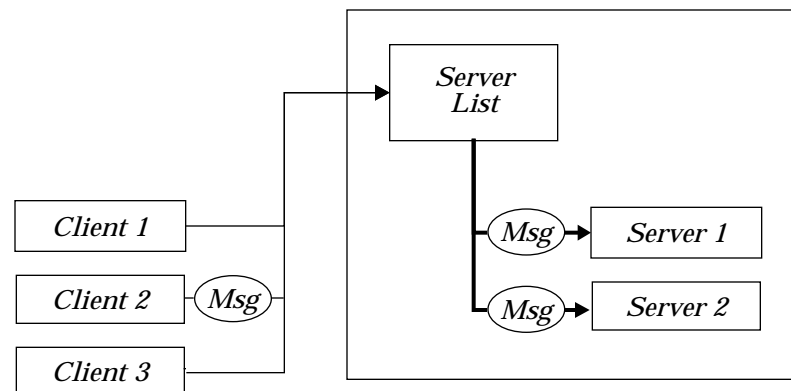 Server
List
Client 1
Msg
Server 1
Client 2
Msg
Msg
Server 2
Client 3